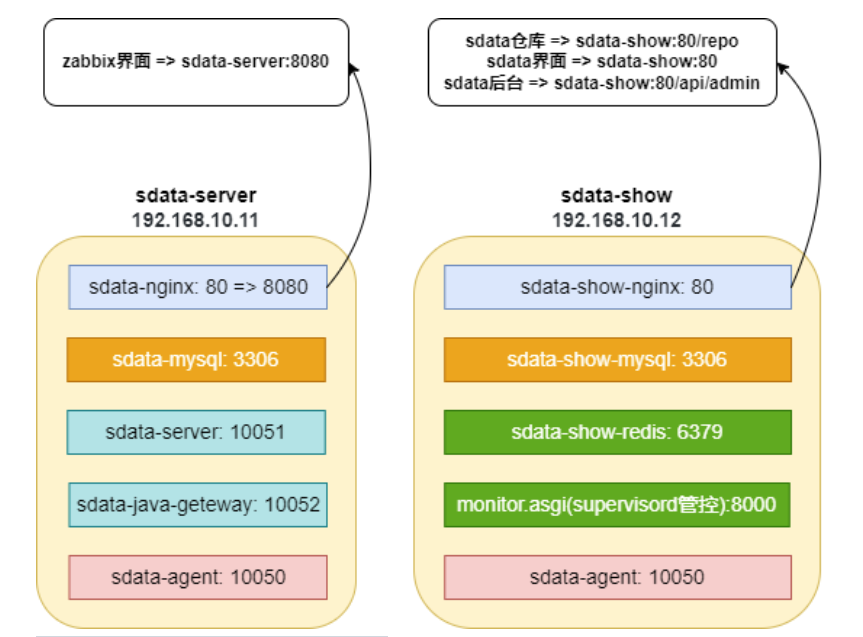 zabbix界面 => sdata-server:8080
sdata仓库 => sdata-show:80/repo
sdata界面 => sdata-show:80
sdata后台 => sdata-show:80/api/admin
sdata-server
192.168.10.11
sdata-nginx: 80 => 8080
sdata-mysql: 3306
sdata-server: 10051
sdata-java-geteway: 10052
sdata-agent: 10050
sdata-show
192.168.10.12
sdata-show-nginx: 80
sdata-show-mysql: 3306
sdata-show-redis: 6379
monitor.asgi(supervisord管控):8000
sdata-agent: 10050